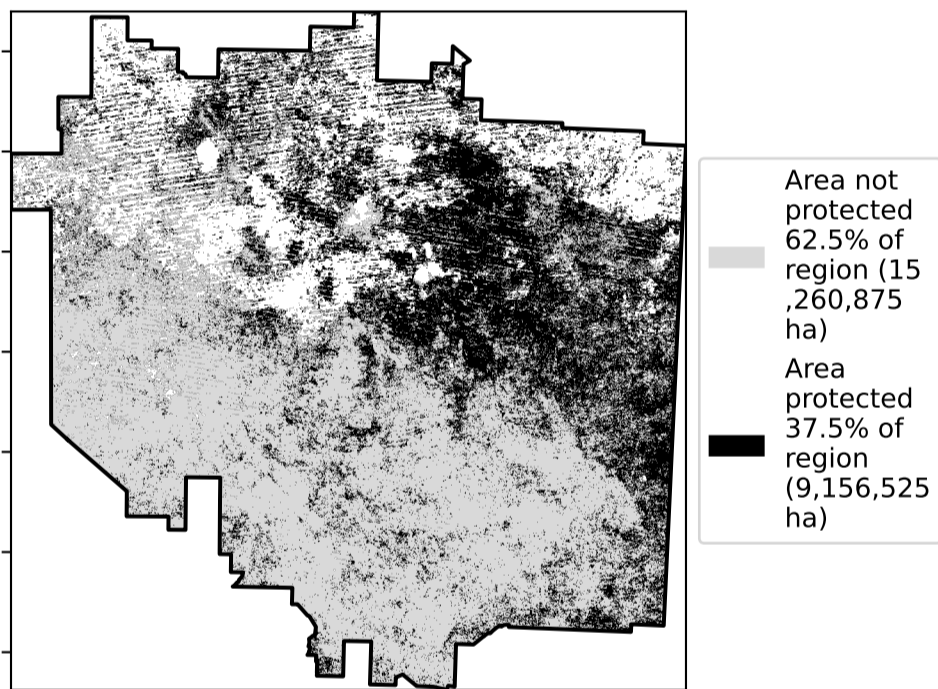 Area not
protected
62.5% of
region (15
,260,875
ha)
Area
protected
37.5% of
region
(9,156,525
ha)